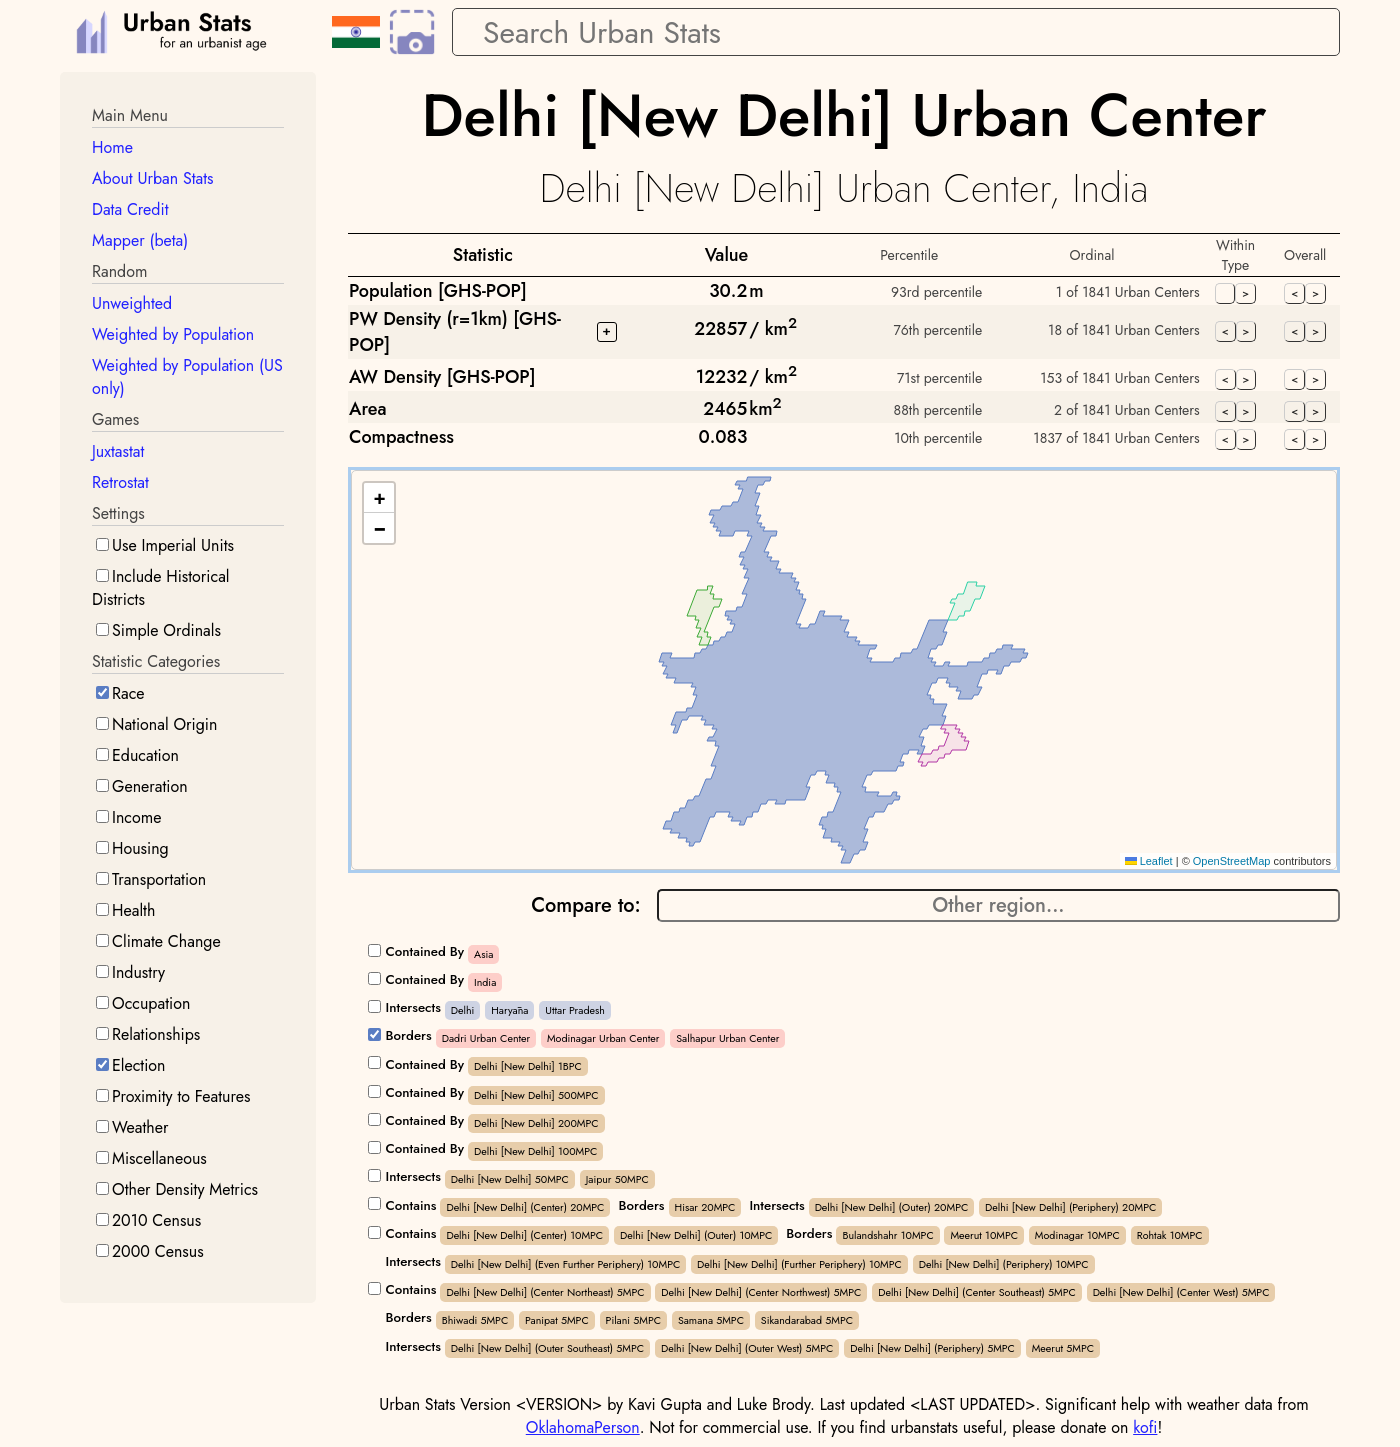 Urban Stats
for an urbanist age
Search Urban Stats
Main Menu
Home
About Urban Stats
Data Credit
Mapper (beta)
Random
Unweighted
Weighted by Population
Weighted by Population (US
only)
Games
Juxtastat
Retrostat
Settings
Use Imperial Units
Include Historical
Districts
Simple Ordinals
Statistic Categories
Race
National Origin
Education
Generation
Income
Housing
Transportation
Health
Climate Change
Industry
Occupation
Relationships
Election
Proximity to Features
Weather
Miscellaneous
Other Density Metrics
2010 Census
2000 Census
Delhi [New Delhi] Urban Center
Delhi [New Delhi] Urban Center, India
Statistic Value Percentile Ordinal Within Type Overall
Population [GHS-POP] 30.2 m 93rd percentile 1 of 1841 Urban Centers > < >
PW Density (r=1km) [GHS-
POP] + 22857 / km² 76th percentile 18 of 1841 Urban Centers < > < >
AW Density [GHS-POP] 12232 / km² 71st percentile 153 of 1841 Urban Centers < > < >
Area 2465 km² 88th percentile 2 of 1841 Urban Centers < > < >
Compactness 0.083 10th percentile 1837 of 1841 Urban Centers < > < >
+
−
Leaflet | © OpenStreetMap contributors
Compare to: Other region...
Contained By Asia
Contained By India
Intersects Delhi Haryāna Uttar Pradesh
Borders Dadri Urban Center Modinagar Urban Center Salhapur Urban Center
Contained By Delhi [New Delhi] 1BPC
Contained By Delhi [New Delhi] 500MPC
Contained By Delhi [New Delhi] 200MPC
Contained By Delhi [New Delhi] 100MPC
Intersects Delhi [New Delhi] 50MPC Jaipur 50MPC
Contains Delhi [New Delhi] (Center) 20MPC Borders Hisar 20MPC Intersects Delhi [New Delhi] (Outer) 20MPC Delhi [New Delhi] (Periphery) 20MPC
Contains Delhi [New Delhi] (Center) 10MPC Delhi [New Delhi] (Outer) 10MPC Borders Bulandshahr 10MPC Meerut 10MPC Modinagar 10MPC Rohtak 10MPC
Intersects Delhi [New Delhi] (Even Further Periphery) 10MPC Delhi [New Delhi] (Further Periphery) 10MPC Delhi [New Delhi] (Periphery) 10MPC
Contains Delhi [New Delhi] (Center Northeast) 5MPC Delhi [New Delhi] (Center Northwest) 5MPC Delhi [New Delhi] (Center Southeast) 5MPC Delhi [New Delhi] (Center West) 5MPC
Borders Bhiwadi 5MPC Panipat 5MPC Pilani 5MPC Samana 5MPC Sikandarabad 5MPC
Intersects Delhi [New Delhi] (Outer Southeast) 5MPC Delhi [New Delhi] (Outer West) 5MPC Delhi [New Delhi] (Periphery) 5MPC Meerut 5MPC
Urban Stats Version <VERSION> by Kavi Gupta and Luke Brody. Last updated <LAST UPDATED>. Significant help with weather data from
OklahomaPerson. Not for commercial use. If you find urbanstats useful, please donate on kofi!